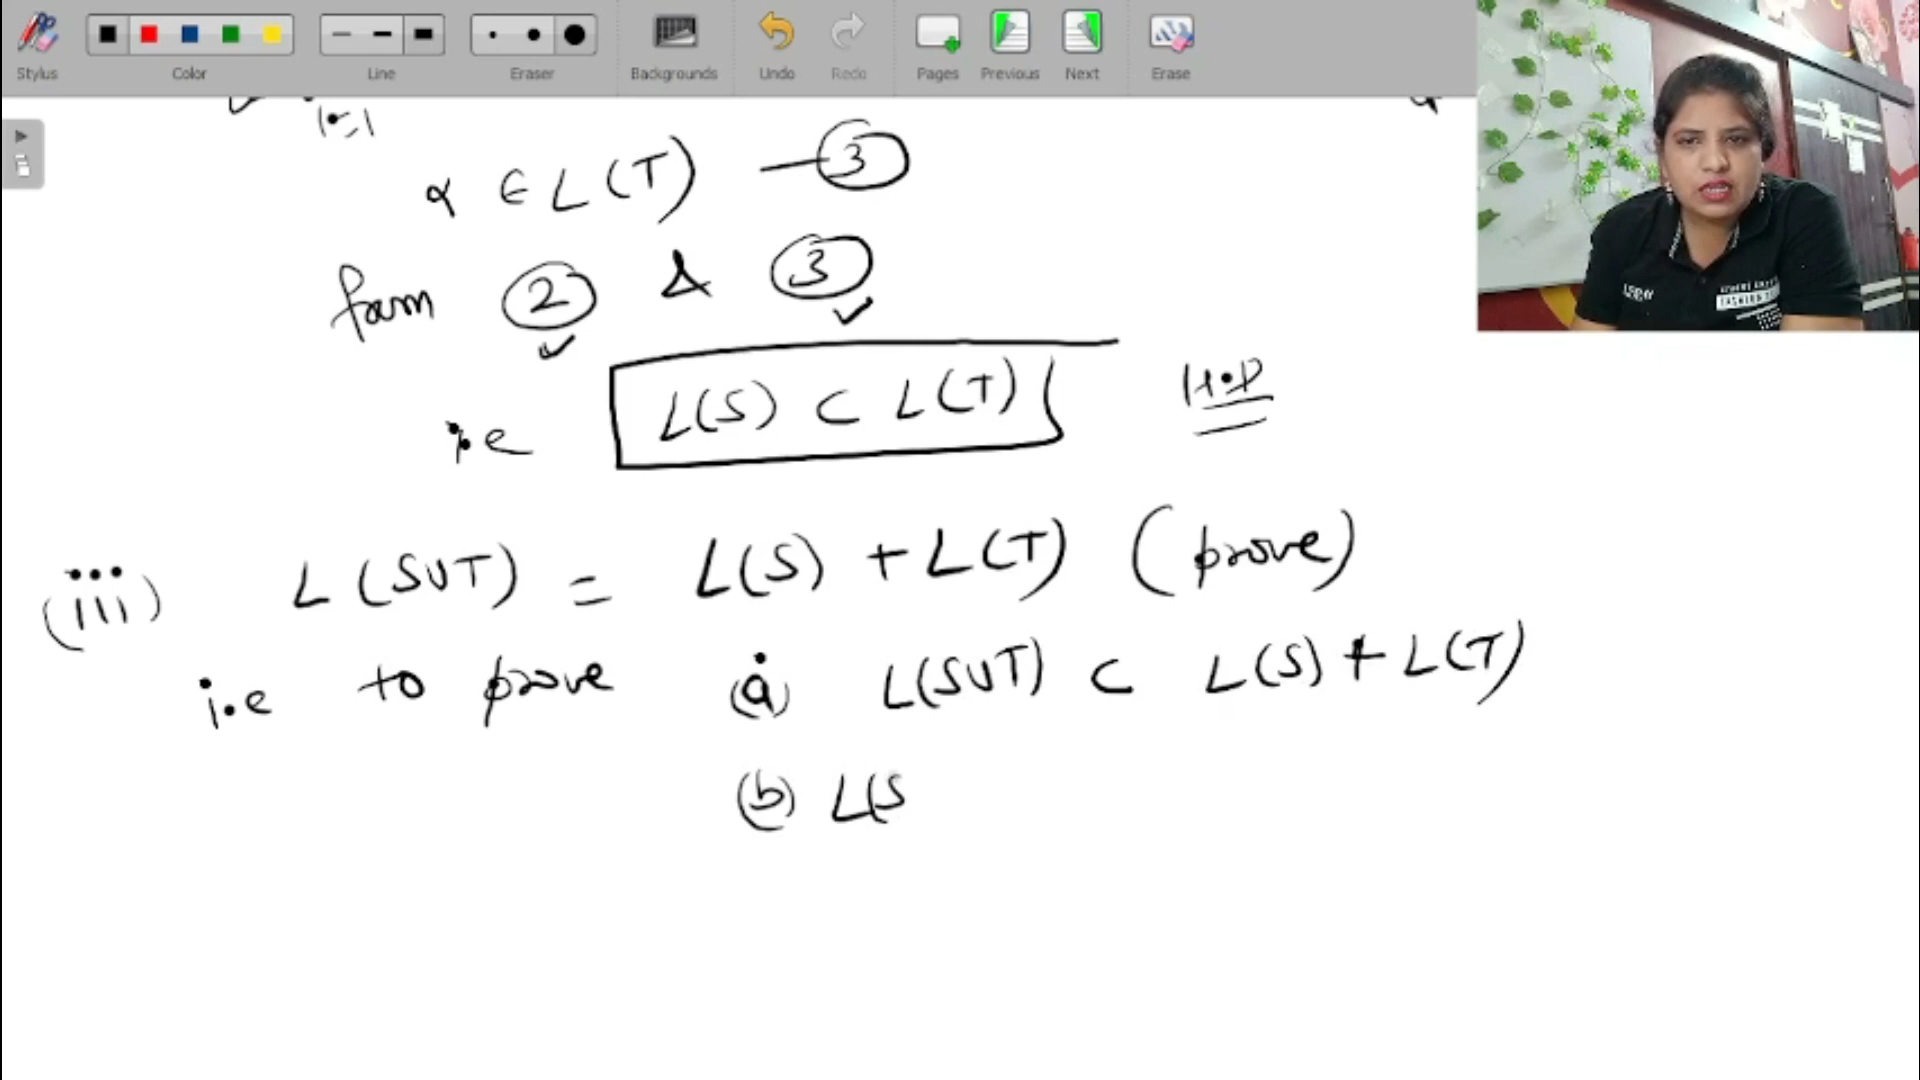 Stylus Color Line Eraser Backgrounds Undo Redo Pages Previous Next Erase
i=1
α ∈ L(T) —③
from ② & ③
i.e L(S) ⊂ L(T) H.P
(iii) L(S∪T) = L(S) + L(T) (prove)
i.e to prove (a) L(S∪T) ⊂ L(S) + L(T)
(b) L(S